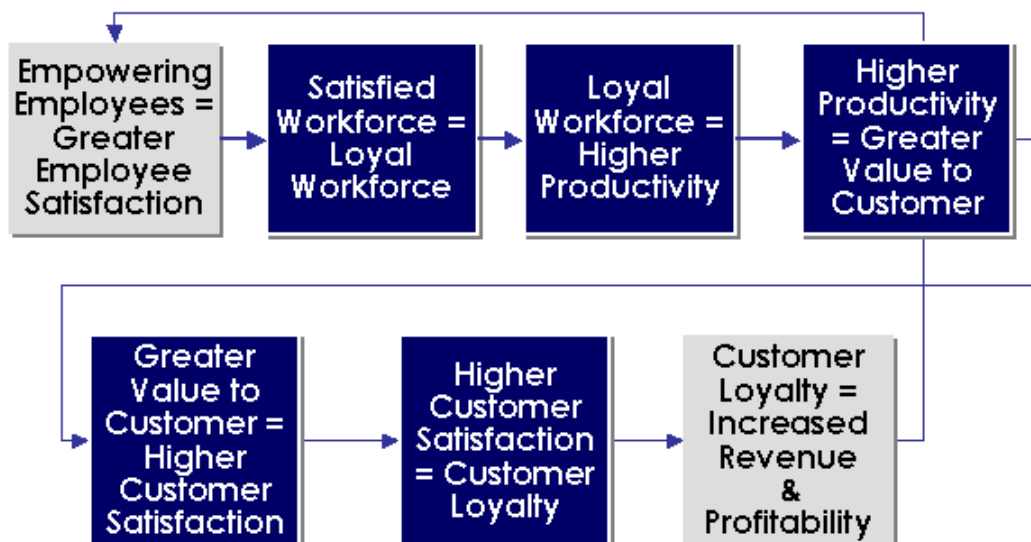 Empowering
Employees =
Greater
Employee
Satisfaction
Satisfied
Workforce =
Loyal
Workforce
Loyal
Workforce =
Higher
Productivity
Higher
Productivity
= Greater
Value to
Customer
Greater
Value to
Customer =
Higher
Customer
Satisfaction
Higher
Customer
Satisfaction
= Customer
Loyalty
Customer
Loyalty =
Increased
Revenue
&
Profitability